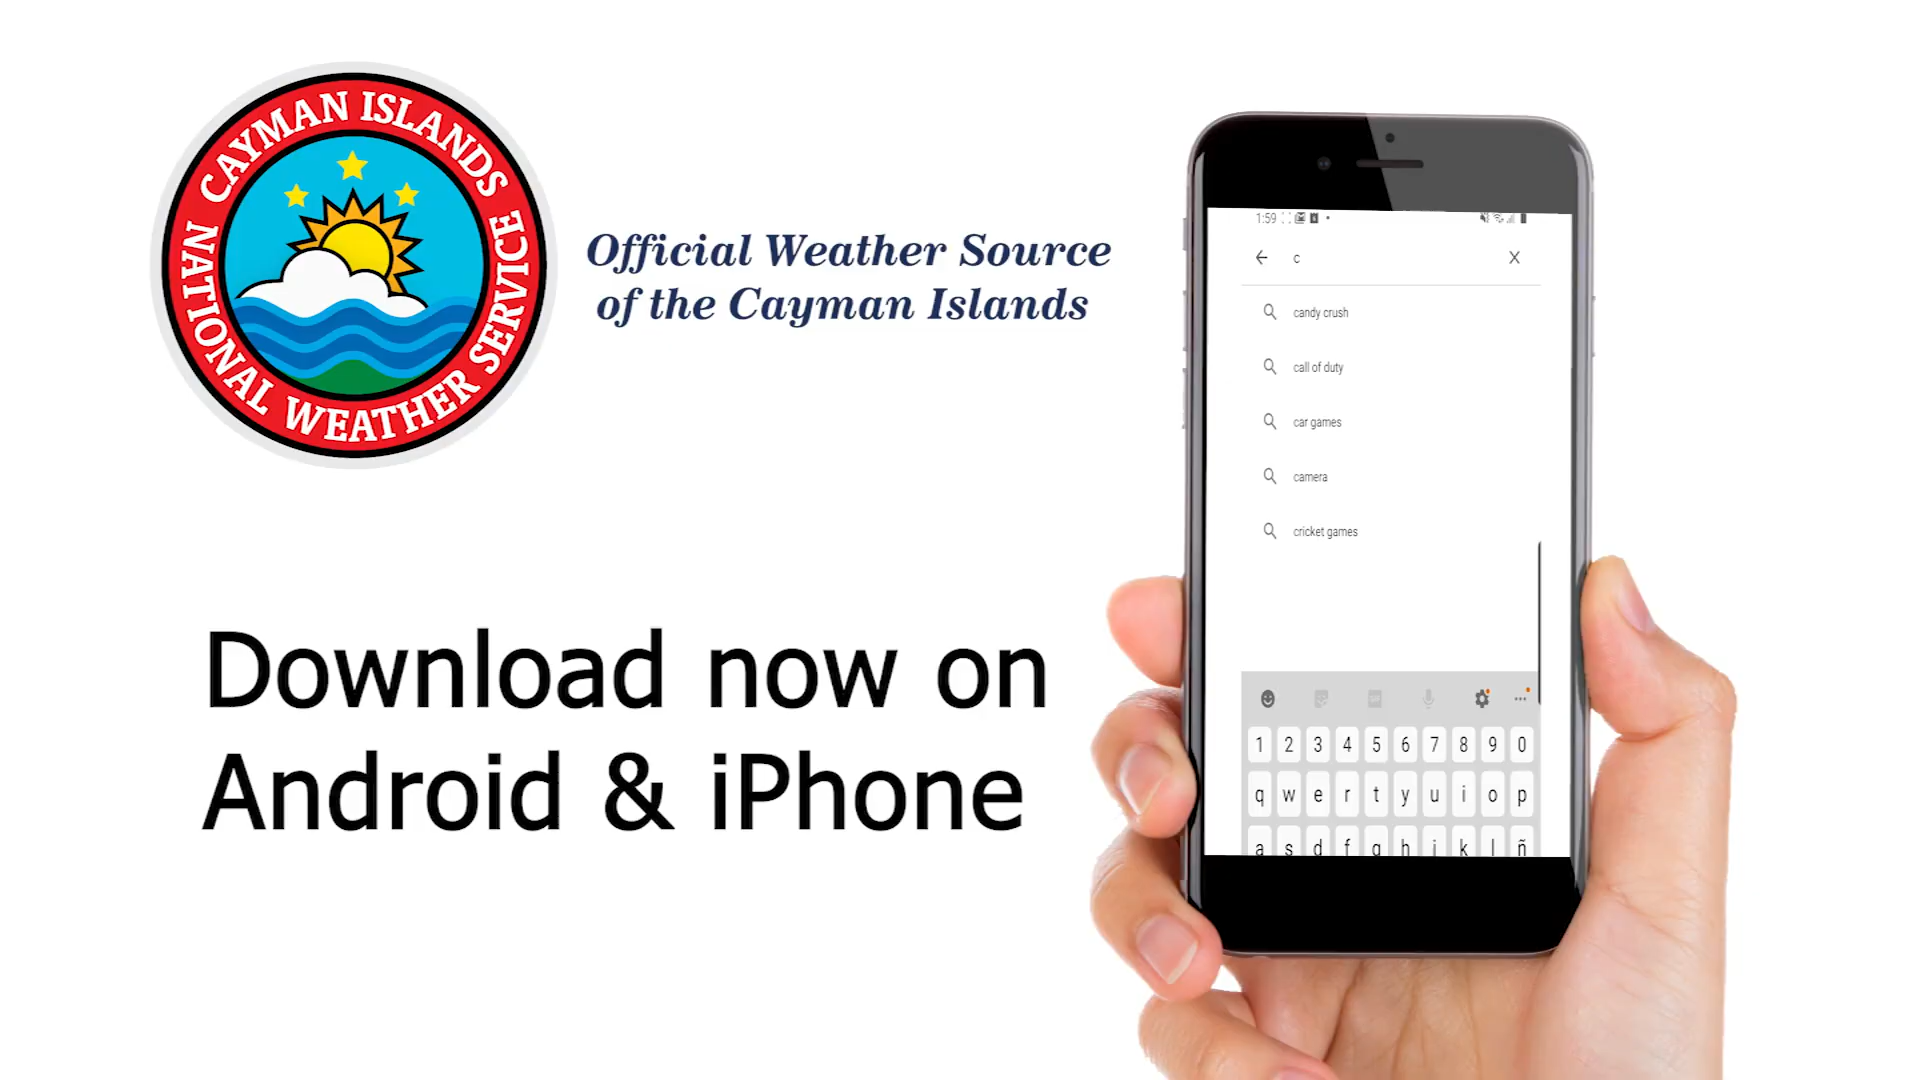 CAYMAN ISLANDS
NATIONAL WEATHER SERVICE
Official Weather Source
of the Cayman Islands
Download now on
Android & iPhone
1:59
c
candy crush
call of duty
car games
camera
cricket games
1 2 3 4 5 6 7 8 9 0
q w e r t y u i o p
a s d f g h j k l ñ